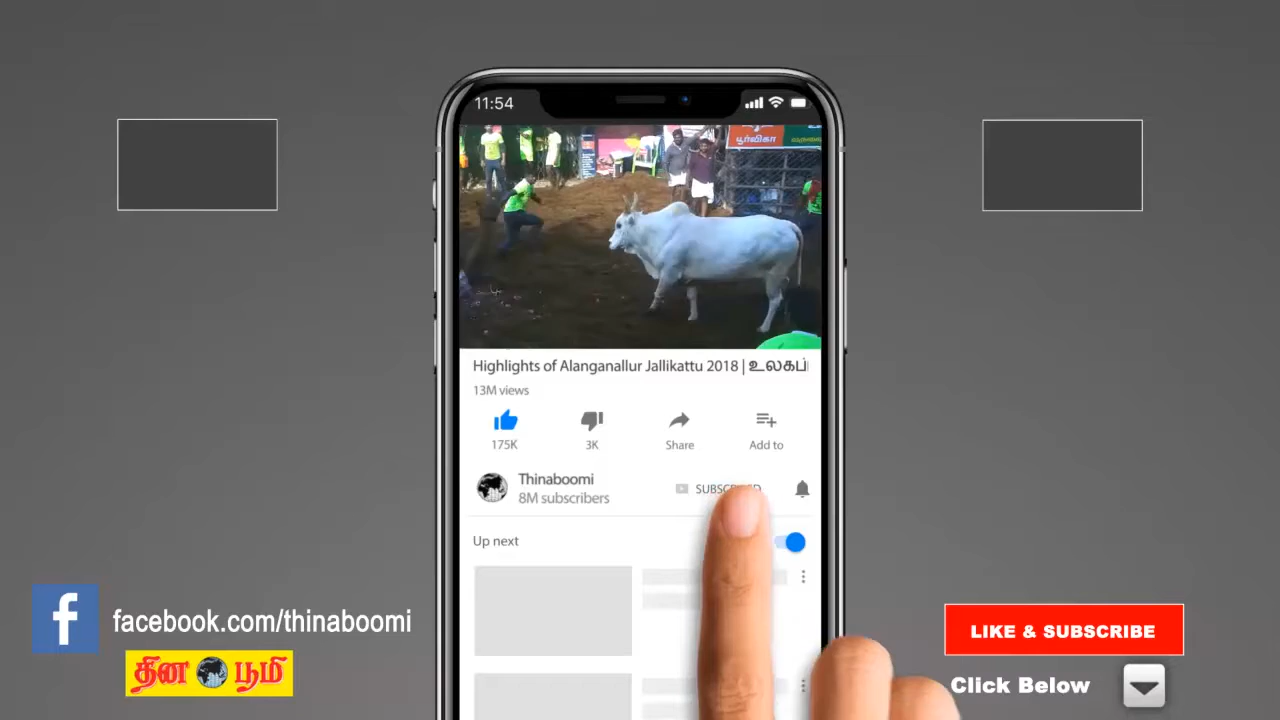 11:54
பூர்விகா
Highlights of Alanganallur Jallikattu 2018 | உலகப்
13M views
175K
3K
Share
Add to
Thinaboomi
8M subscribers
SUBSCRIBED
Up next
f
facebook.com/thinaboomi
தின பூமி
LIKE & SUBSCRIBE
Click Below